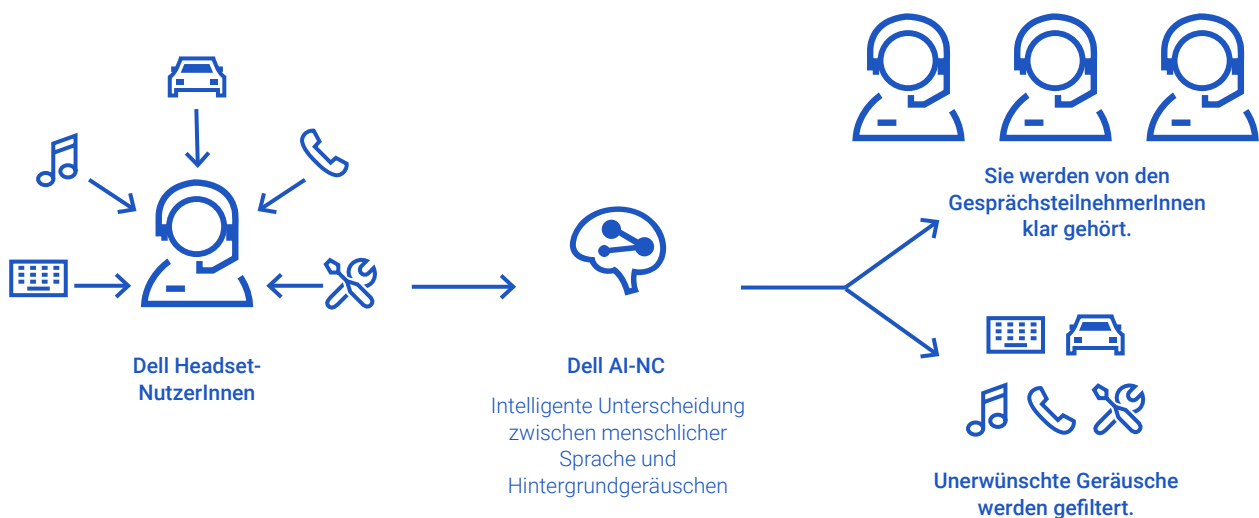 Dell Headset-
NutzerInnen
Dell AI-NC
Intelligente Unterscheidung
zwischen menschlicher
Sprache und
Hintergrundgeräuschen
Sie werden von den
GesprächsteilnehmerInnen
klar gehört.
Unerwünschte Geräusche
werden gefiltert.